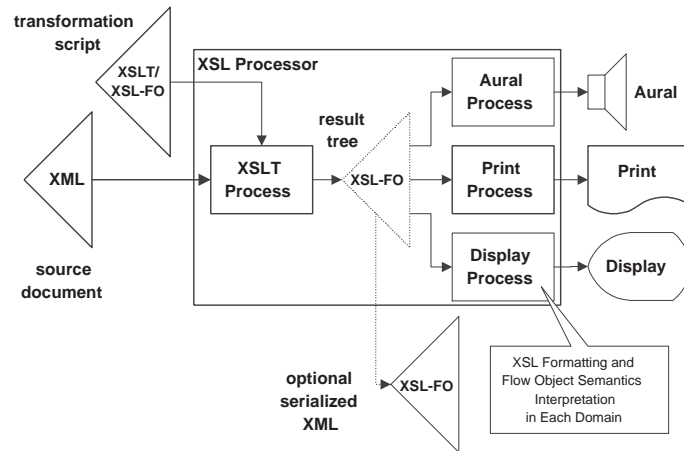 transformation
script
XSLT/
XSL-FO
XSL Processor
Aural
Process
Aural
result
tree
XML
XSLT
Process
XSL-FO
Print
Process
Print
source
document
Display
Process
Display
optional
serialized
XML
XSL-FO
XSL Formatting and
Flow Object Semantics
Interpretation
in Each Domain